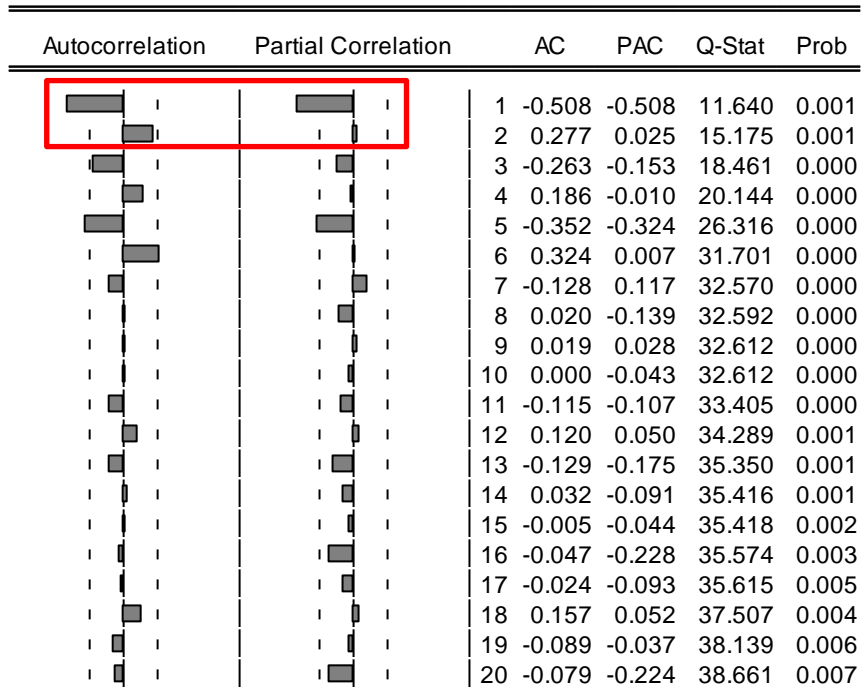 Autocorrelation Partial Correlation AC PAC Q-Stat Prob
1 -0.508 -0.508 11.640 0.001
2 0.277 0.025 15.175 0.001
3 -0.263 -0.153 18.461 0.000
4 0.186 -0.010 20.144 0.000
5 -0.352 -0.324 26.316 0.000
6 0.324 0.007 31.701 0.000
7 -0.128 0.117 32.570 0.000
8 0.020 -0.139 32.592 0.000
9 0.019 0.028 32.612 0.000
10 0.000 -0.043 32.612 0.000
11 -0.115 -0.107 33.405 0.000
12 0.120 0.050 34.289 0.001
13 -0.129 -0.175 35.350 0.001
14 0.032 -0.091 35.416 0.001
15 -0.005 -0.044 35.418 0.002
16 -0.047 -0.228 35.574 0.003
17 -0.024 -0.093 35.615 0.005
18 0.157 0.052 37.507 0.004
19 -0.089 -0.037 38.139 0.006
20 -0.079 -0.224 38.661 0.007